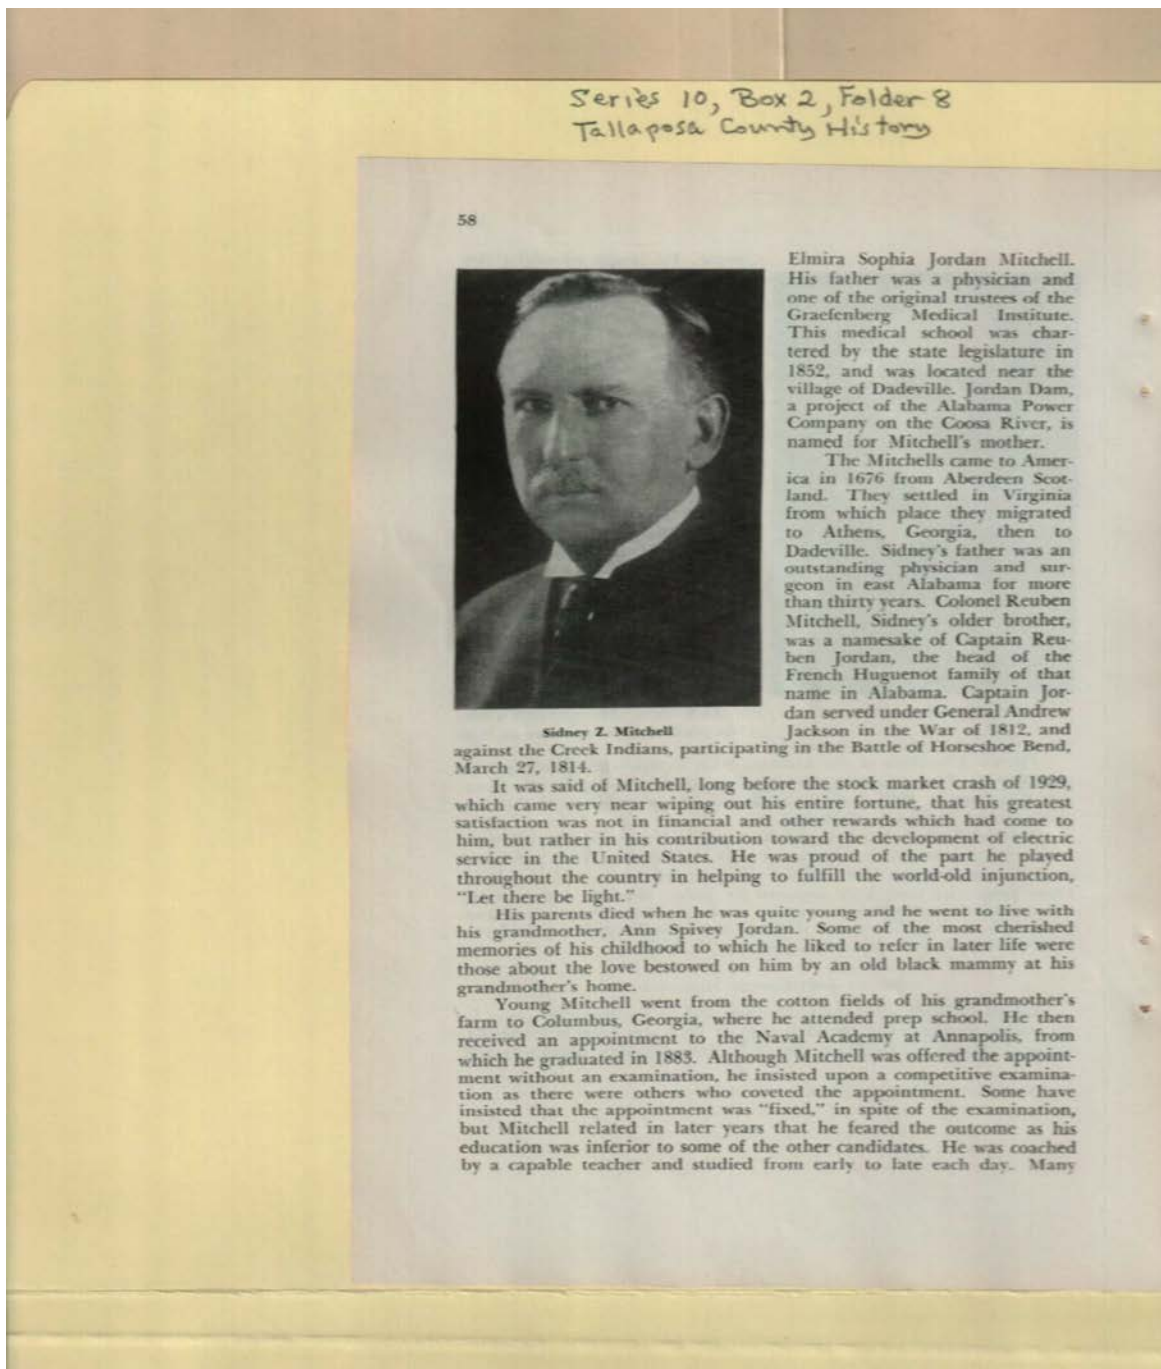 Series 10, Box 2, Folder 8
Tallaposa County History
58
Elmira Sophia Jordan Mitchell.
His father was a physician and
one of the original trustees of the
Graefenberg Medical Institute.
This medical school was char-
tered by the state legislature in
1852, and was located near the
village of Dadeville. Jordan Dam,
a project of the Alabama Power
Company on the Coosa River, is
named for Mitchell's mother.
The Mitchells came to Amer-
ica in 1676 from Aberdeen Scot-
land. They settled in Virginia
from which place they migrated
to Athens, Georgia, then to
Dadeville. Sidney's father was an
outstanding physician and sur-
geon in east Alabama for more
than thirty years. Colonel Reuben
Mitchell, Sidney's older brother,
was a namesake of Captain Reu-
ben Jordan, the head of the
French Huguenot family of that
name in Alabama. Captain Jor-
dan served under General Andrew
Sidney Z. Mitchell
Jackson in the War of 1812, and
against the Creek Indians, participating in the Battle of Horseshoe Bend,
March 27, 1814.
It was said of Mitchell, long before the stock market crash of 1929,
which came very near wiping out his entire fortune, that his greatest
satisfaction was not in financial and other rewards which had come to
him, but rather in his contribution toward the development of electric
service in the United States. He was proud of the part he played
throughout the country in helping to fulfill the world-old injunction,
"Let there be light."
His parents died when he was quite young and he went to live with
his grandmother, Ann Spivey Jordan. Some of the most cherished
memories of his childhood to which he liked to refer in later life were
those about the love bestowed on him by an old black mammy at his
grandmother's home.
Young Mitchell went from the cotton fields of his grandmother's
farm to Columbus, Georgia, where he attended prep school. He then
received an appointment to the Naval Academy at Annapolis, from
which he graduated in 1883. Although Mitchell was offered the appoint-
ment without an examination, he insisted upon a competitive examina-
tion as there were others who coveted the appointment. Some have
insisted that the appointment was "fixed," in spite of the examination,
but Mitchell related in later years that he feared the outcome as his
education was inferior to some of the other candidates. He was coached
by a capable teacher and studied from early to late each day. Many